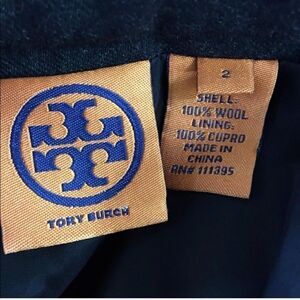 TORY BURCH
2
SHELL:
100% WOOL
LINING:
100% CUPRO
MADE IN
CHINA
RN# 111395